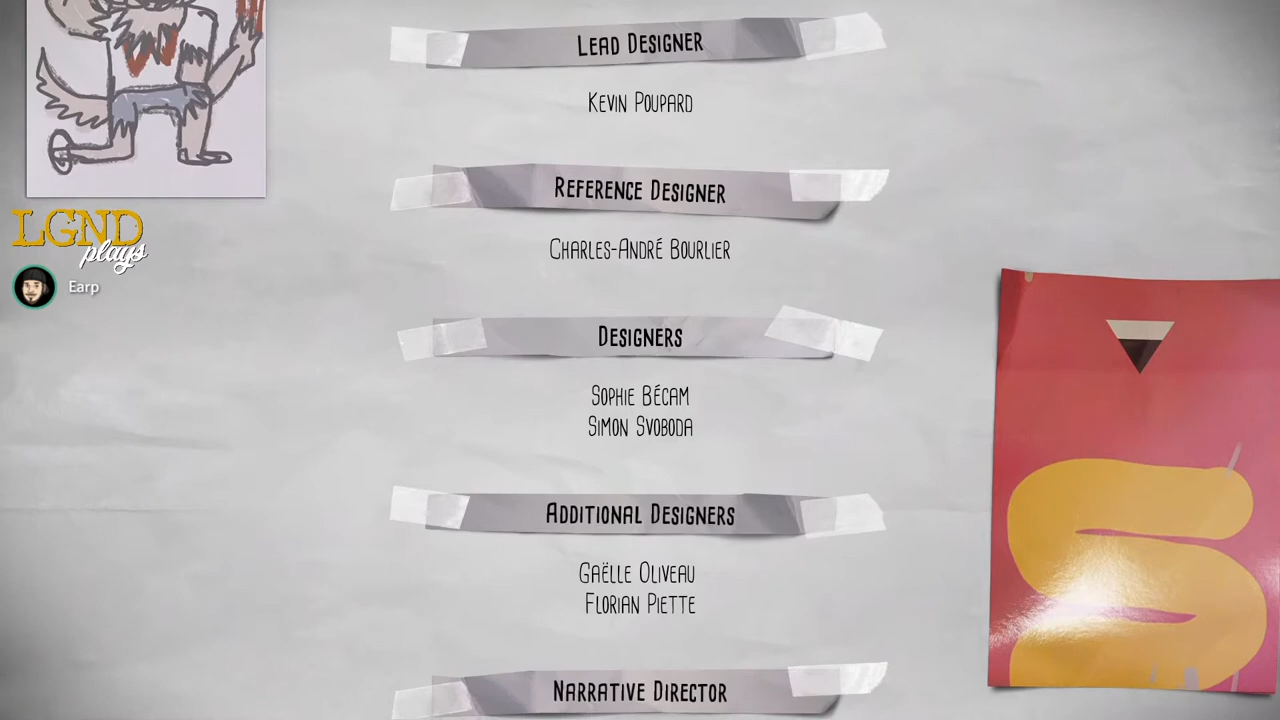 LEAD DESIGNER
KEVIN POUPARD
REFERENCE DESIGNER
CHARLES-ANDRÉ BOURLIER
LGND
plays
Earp
DESIGNERS
SOPHIE BÉCAM
SIMON SVOBODA
ADDITIONAL DESIGNERS
GAËLLE OLIVEAU
FLORIAN PIETTE
NARRATIVE DIRECTOR